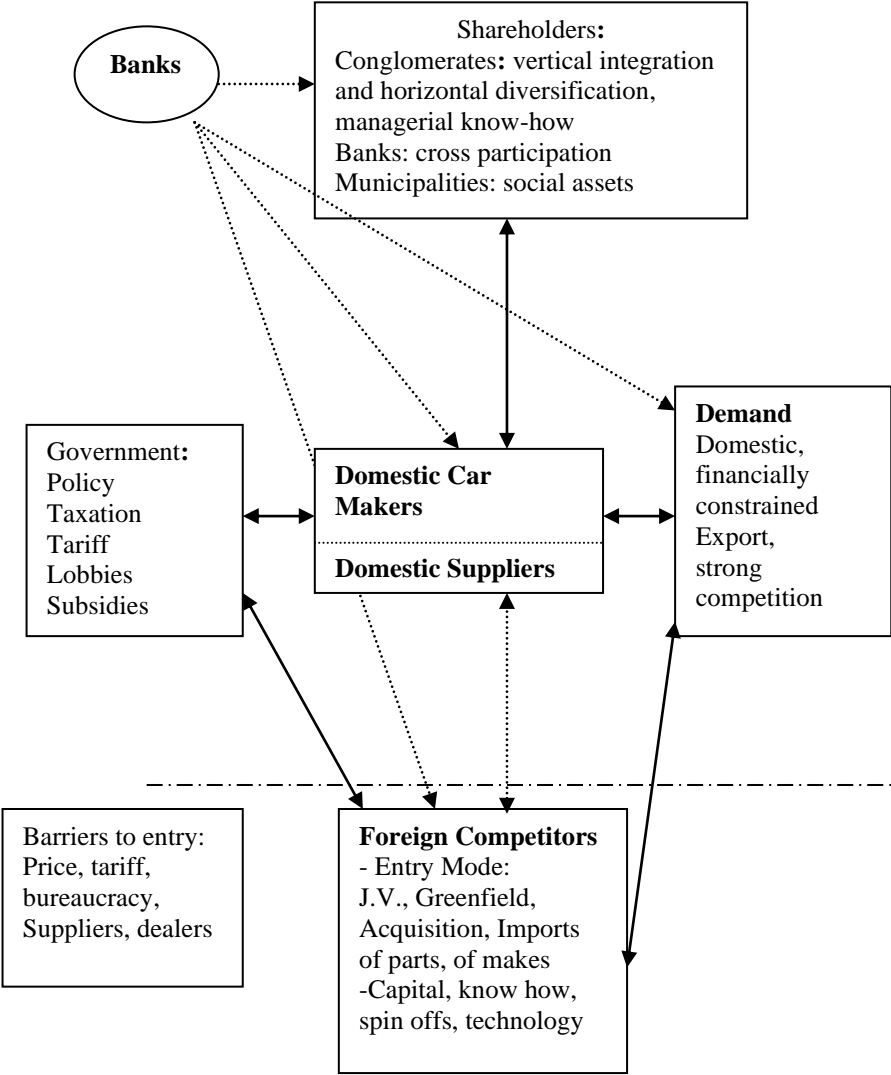 Banks
Shareholders:
Conglomerates: vertical integration
and horizontal diversification,
managerial know-how
Banks: cross participation
Municipalities: social assets
Government:
Policy
Taxation
Tariff
Lobbies
Subsidies
Domestic Car
Makers
Domestic Suppliers
Demand
Domestic,
financially
constrained
Export,
strong
competition
Barriers to entry:
Price, tariff,
bureaucracy,
Suppliers, dealers
Foreign Competitors
- Entry Mode:
J.V., Greenfield,
Acquisition, Imports
of parts, of makes
-Capital, know how,
spin offs, technology